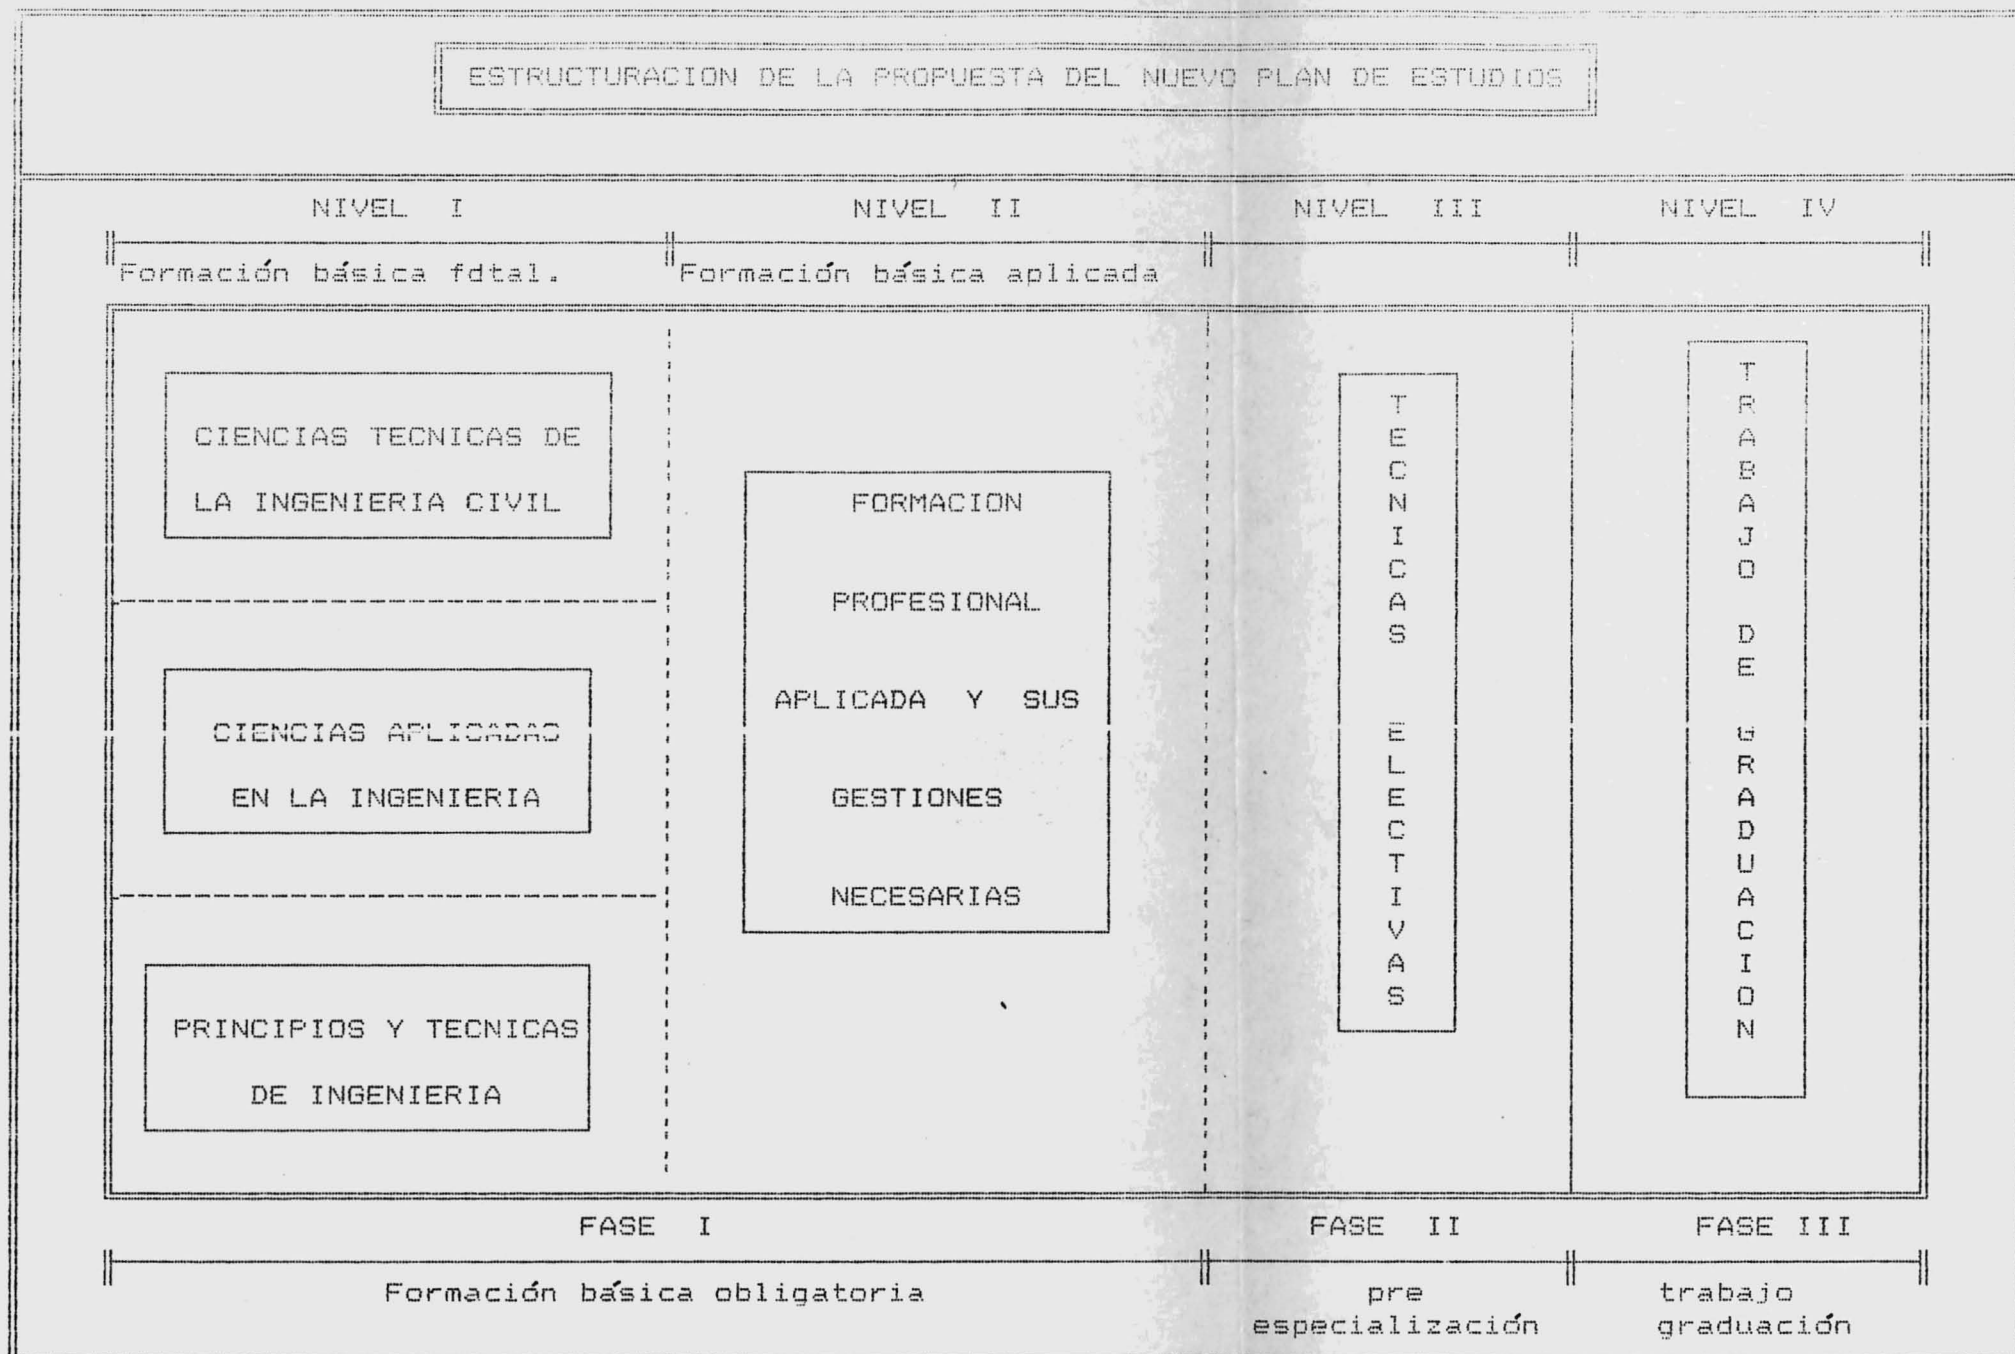 ESTRUCTURACION DE LA PROPUESTA DEL NUEVO PLAN DE ESTUDIOS
NIVEL I
NIVEL II
NIVEL III
NIVEL IV
Formación básica fdtal.
Formación básica aplicada
CIENCIAS TECNICAS DE
LA INGENIERIA CIVIL
CIENCIAS APLICADAS
EN LA INGENIERIA
PRINCIPIOS Y TECNICAS
DE INGENIERIA
FORMACION
PROFESIONAL
APLICADA Y SUS
GESTIONES
NECESARIAS
TECNICAS ELECTIVAS
TRABAJO DE GRADUACION
FASE I
FASE II
FASE III
Formación básica obligatoria
pre
especialización
trabajo
graduación